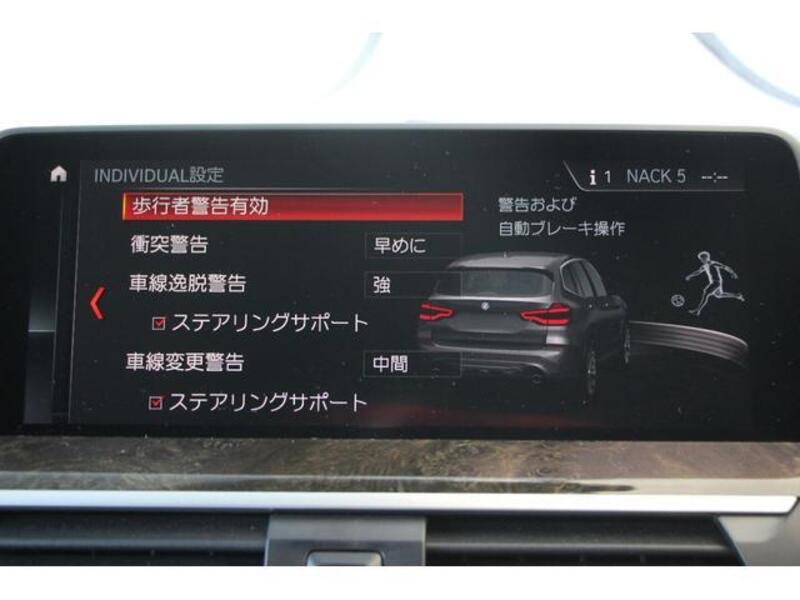 INDIVIDUAL設定
i 1 NACK 5 --:--
歩行者警告有効
衝突警告 早めに
車線逸脱警告 強
ステアリングサポート
車線変更警告 中間
ステアリングサポート
警告および
自動ブレーキ操作